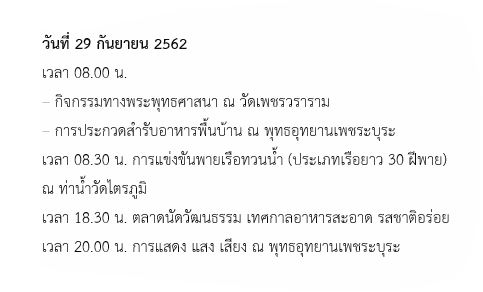 วันที่ 29 กันยายน 2562
เวลา 08.00 น.
– กิจกรรมทางพระพุทธศาสนา ณ วัดเพชรวราราม
– การประกวดสำรับอาหารพื้นบ้าน ณ พุทธอุทยานเพชบุระ
เวลา 08.30 น. การแข่งขันพายเรือทวนน้ำ (ประเภทเรือยาว 30 ฝีพาย)
ณ ท่าน้ำวัดไตรภูมิ
เวลา 18.30 น. ตลาดนัดวัฒนธรรม เทศกาลอาหารสะอาด รสชาติอร่อย
เวลา 20.00 น. การแสดง แสง เสียง ณ พุทธอุทยานเพชบุระ